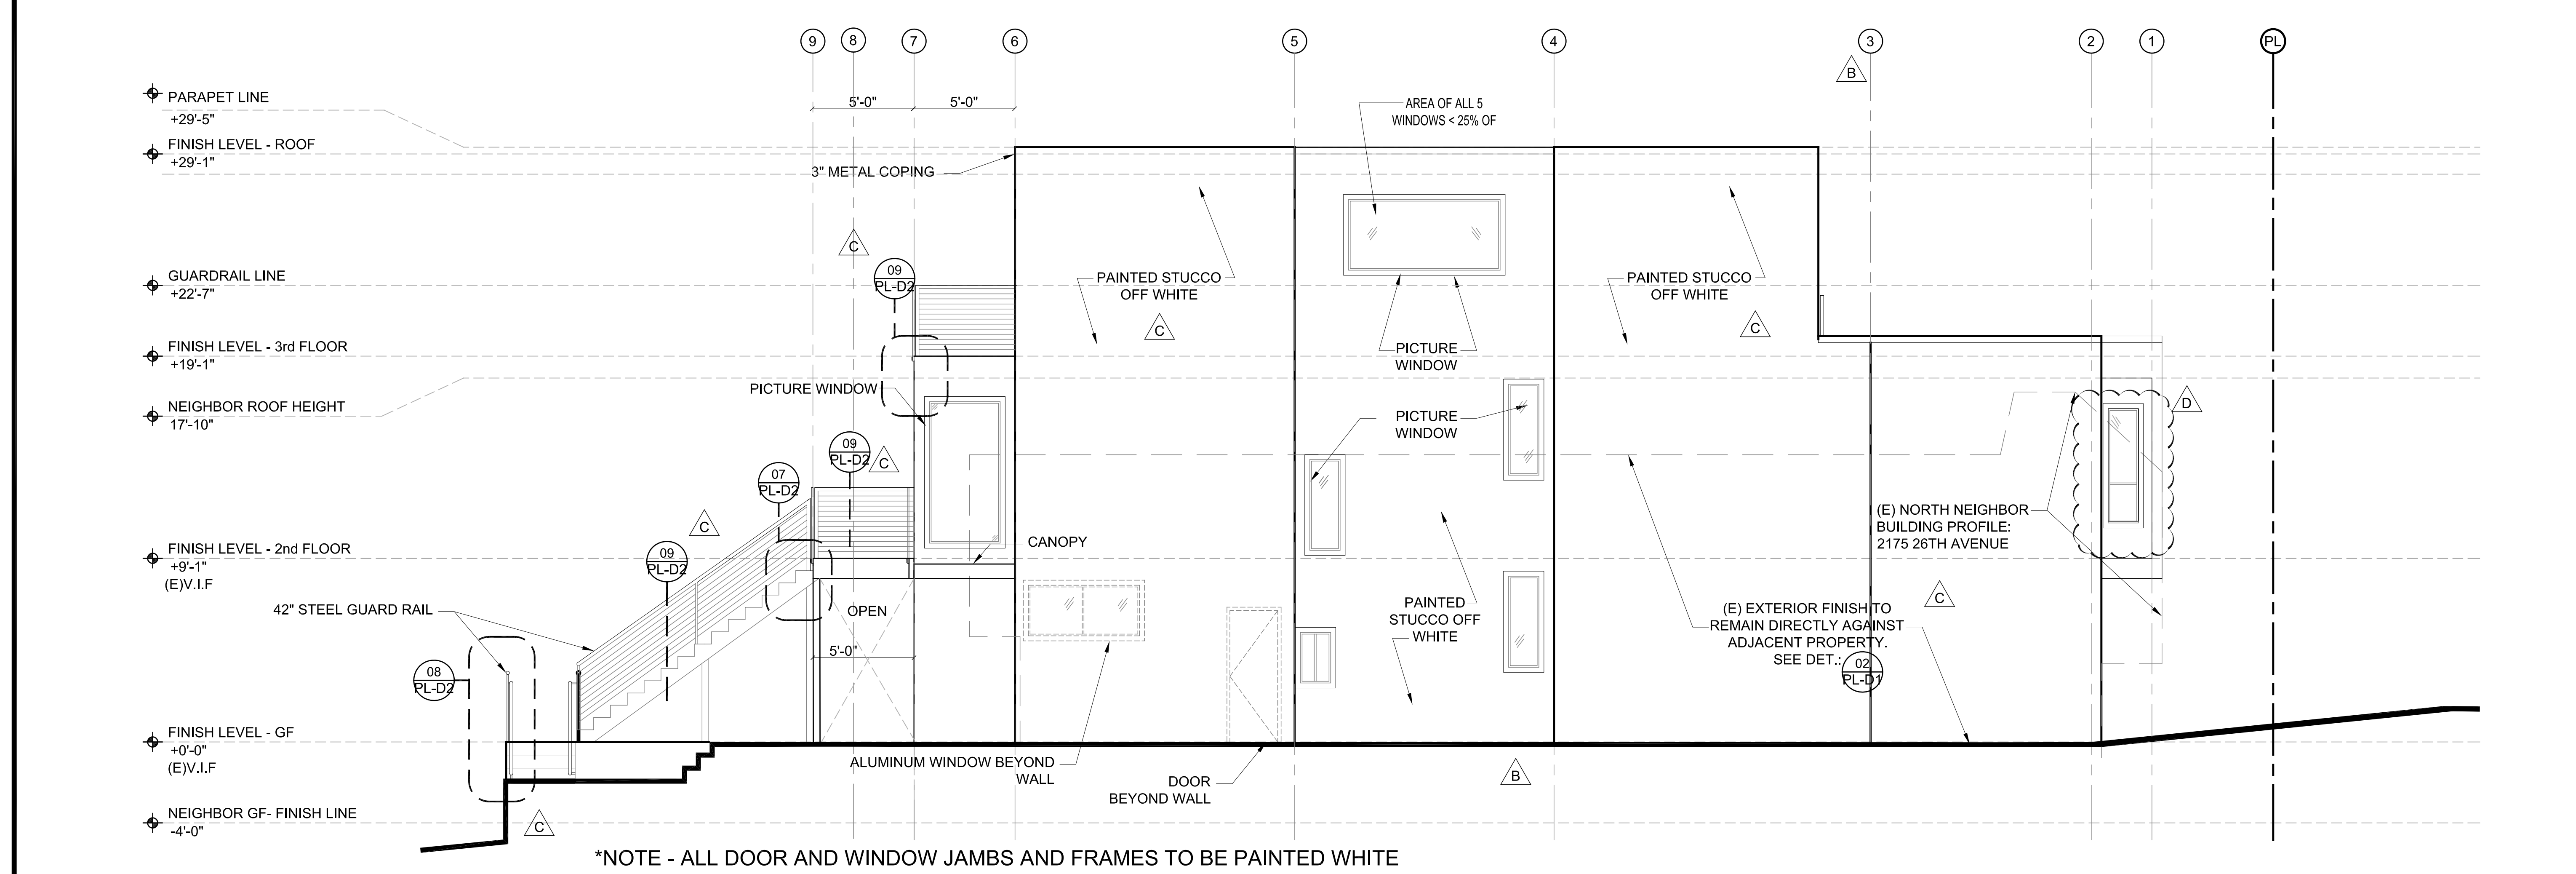 9
8
7
6
5
4
3
2
1
PL
B
PARAPET LINE
+29'-5"
5'-0"
5'-0"
AREA OF ALL 5
WINDOWS < 25% OF
FINISH LEVEL - ROOF
+29'-1"
3" METAL COPING
C
GUARDRAIL LINE
+22'-7"
09
PL-D2
PAINTED STUCCO
OFF WHITE
C
PAINTED STUCCO
OFF WHITE
C
FINISH LEVEL - 3rd FLOOR
+19'-1"
PICTURE
WINDOW
PICTURE WINDOW
NEIGHBOR ROOF HEIGHT
17'-10"
PICTURE
WINDOW
D
09
PL-D2
C
07
PL-D2
C
(E) NORTH NEIGHBOR
BUILDING PROFILE:
2175 26TH AVENUE
CANOPY
FINISH LEVEL - 2nd FLOOR
+9'-1"
(E)V.I.F
09
PL-D2
42" STEEL GUARD RAIL
OPEN
PAINTED
STUCCO OFF
WHITE
C
(E) EXTERIOR FINISH TO
REMAIN DIRECTLY AGAINST
ADJACENT PROPERTY.
SEE DET.:
02
PL-D1
5'-0"
08
PL-D2
FINISH LEVEL - GF
+0'-0"
(E)V.I.F
ALUMINUM WINDOW BEYOND
WALL
DOOR
BEYOND WALL
B
NEIGHBOR GF- FINISH LINE
-4'-0"
C
*NOTE - ALL DOOR AND WINDOW JAMBS AND FRAMES TO BE PAINTED WHITE